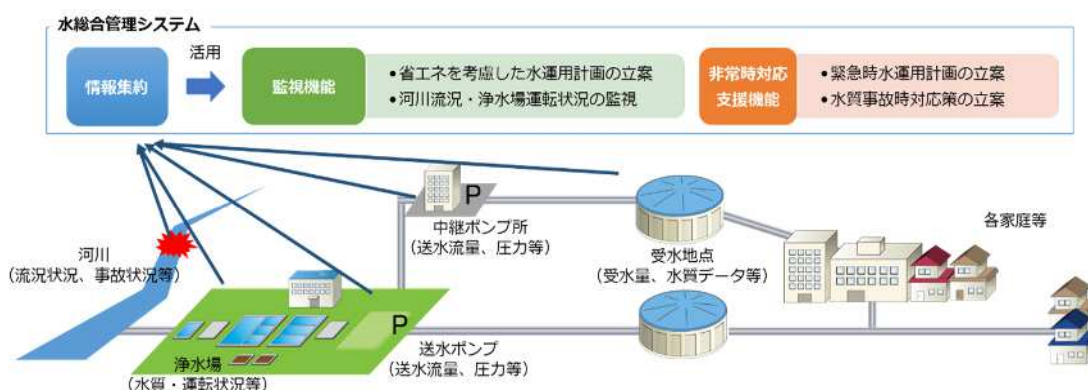 水総合管理システム
情報集約
活用
監視機能
•省エネを考慮した水運用計画の立案
•河川流況・浄水場運転状況の監視
非常時対応
支援機能
•緊急時水運用計画の立案
•水質事故時対応策の立案
河川
(流況状況、事故状況等)
P
中継ポンプ所
(送水流量、圧力等)
受水地点
(受水量、水質データ等)
各家庭等
P
浄水場
(水質・運転状況等)
送水ポンプ
(送水流量、圧力等)